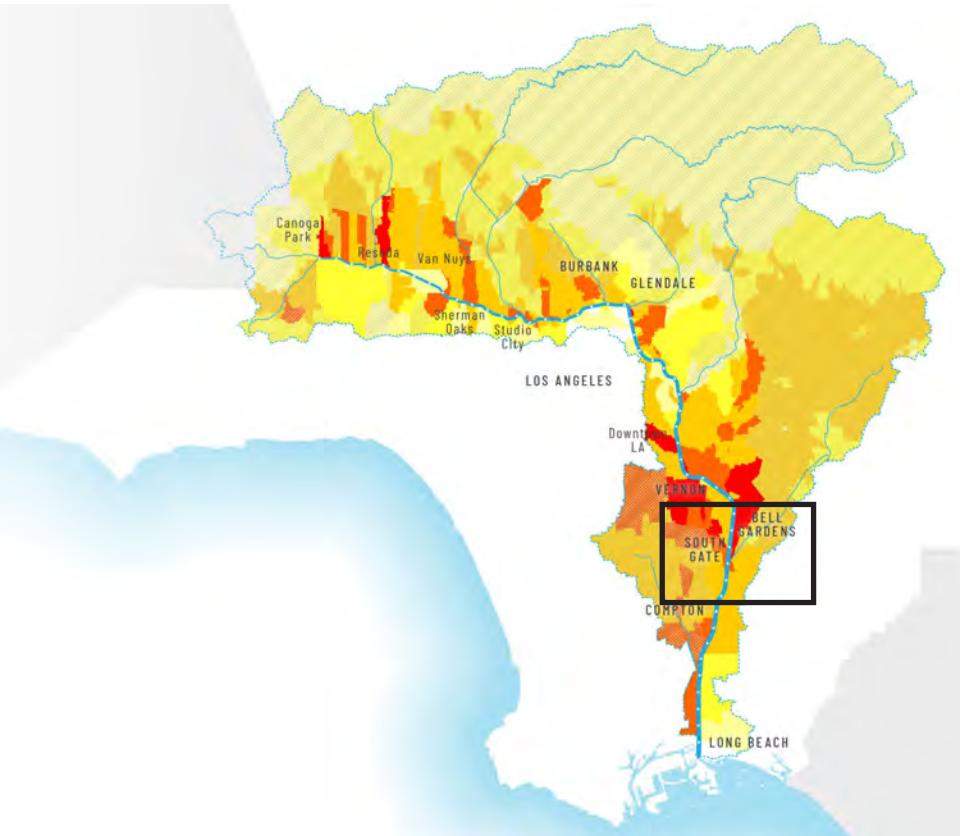 Canoga
Park
Reseda
Van Nuys
BURBANK
GLENDALE
Sherman
Oaks
Studio
City
LOS ANGELES
Downtown
LA
VERNON
BELL
GARDENS
SOUTH
GATE
COMPTON
LONG BEACH